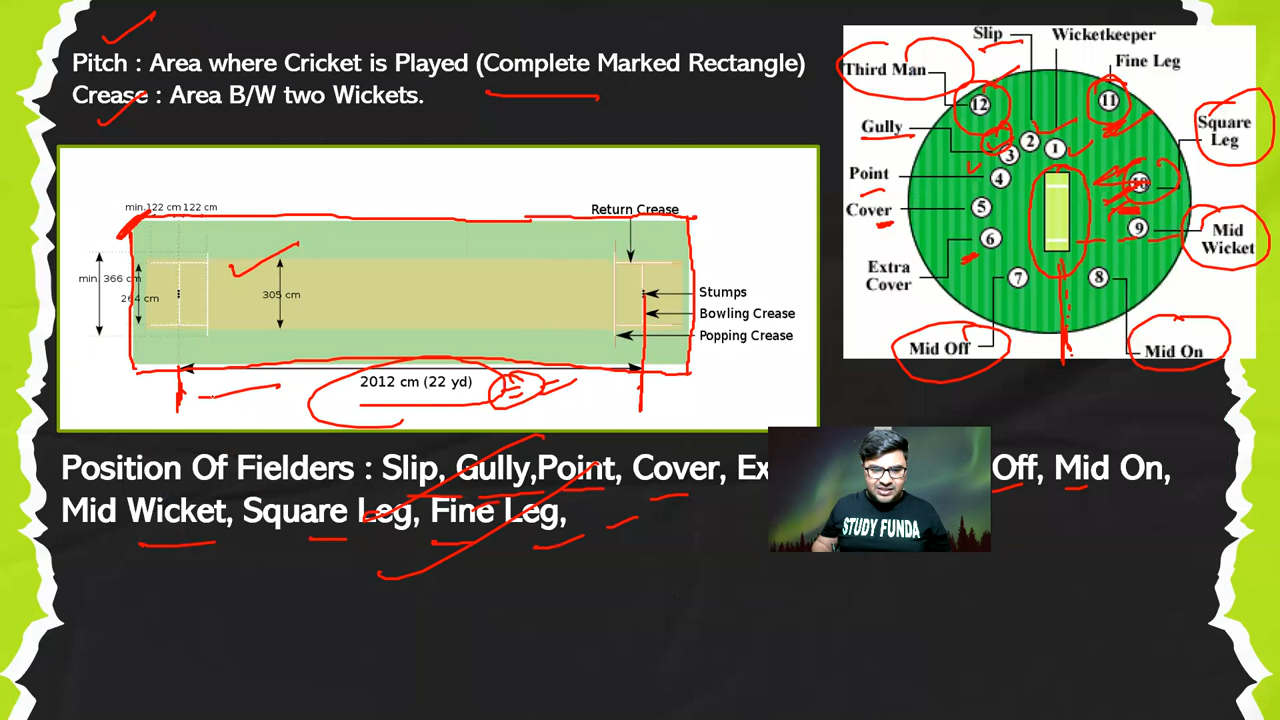 Pitch : Area where Cricket is Played (Complete Marked Rectangle)
Crease : Area B/W two Wickets.
min.122 cm 122 cm
Return Crease
min. 366 cm
264 cm
305 cm
Stumps
Bowling Crease
Popping Crease
2012 cm (22 yd)
Slip
Wicketkeeper
Third Man
Fine Leg
12
11
Gully
Square
Leg
2
1
3
Point
4
10
Cover
5
9
Mid
Wicket
6
Extra
Cover
7
8
Mid Off
Mid On
Position Of Fielders : Slip, Gully,Point, Cover, Ex Off, Mid On,
Mid Wicket, Square Leg, Fine Leg,
STUDY FUNDA